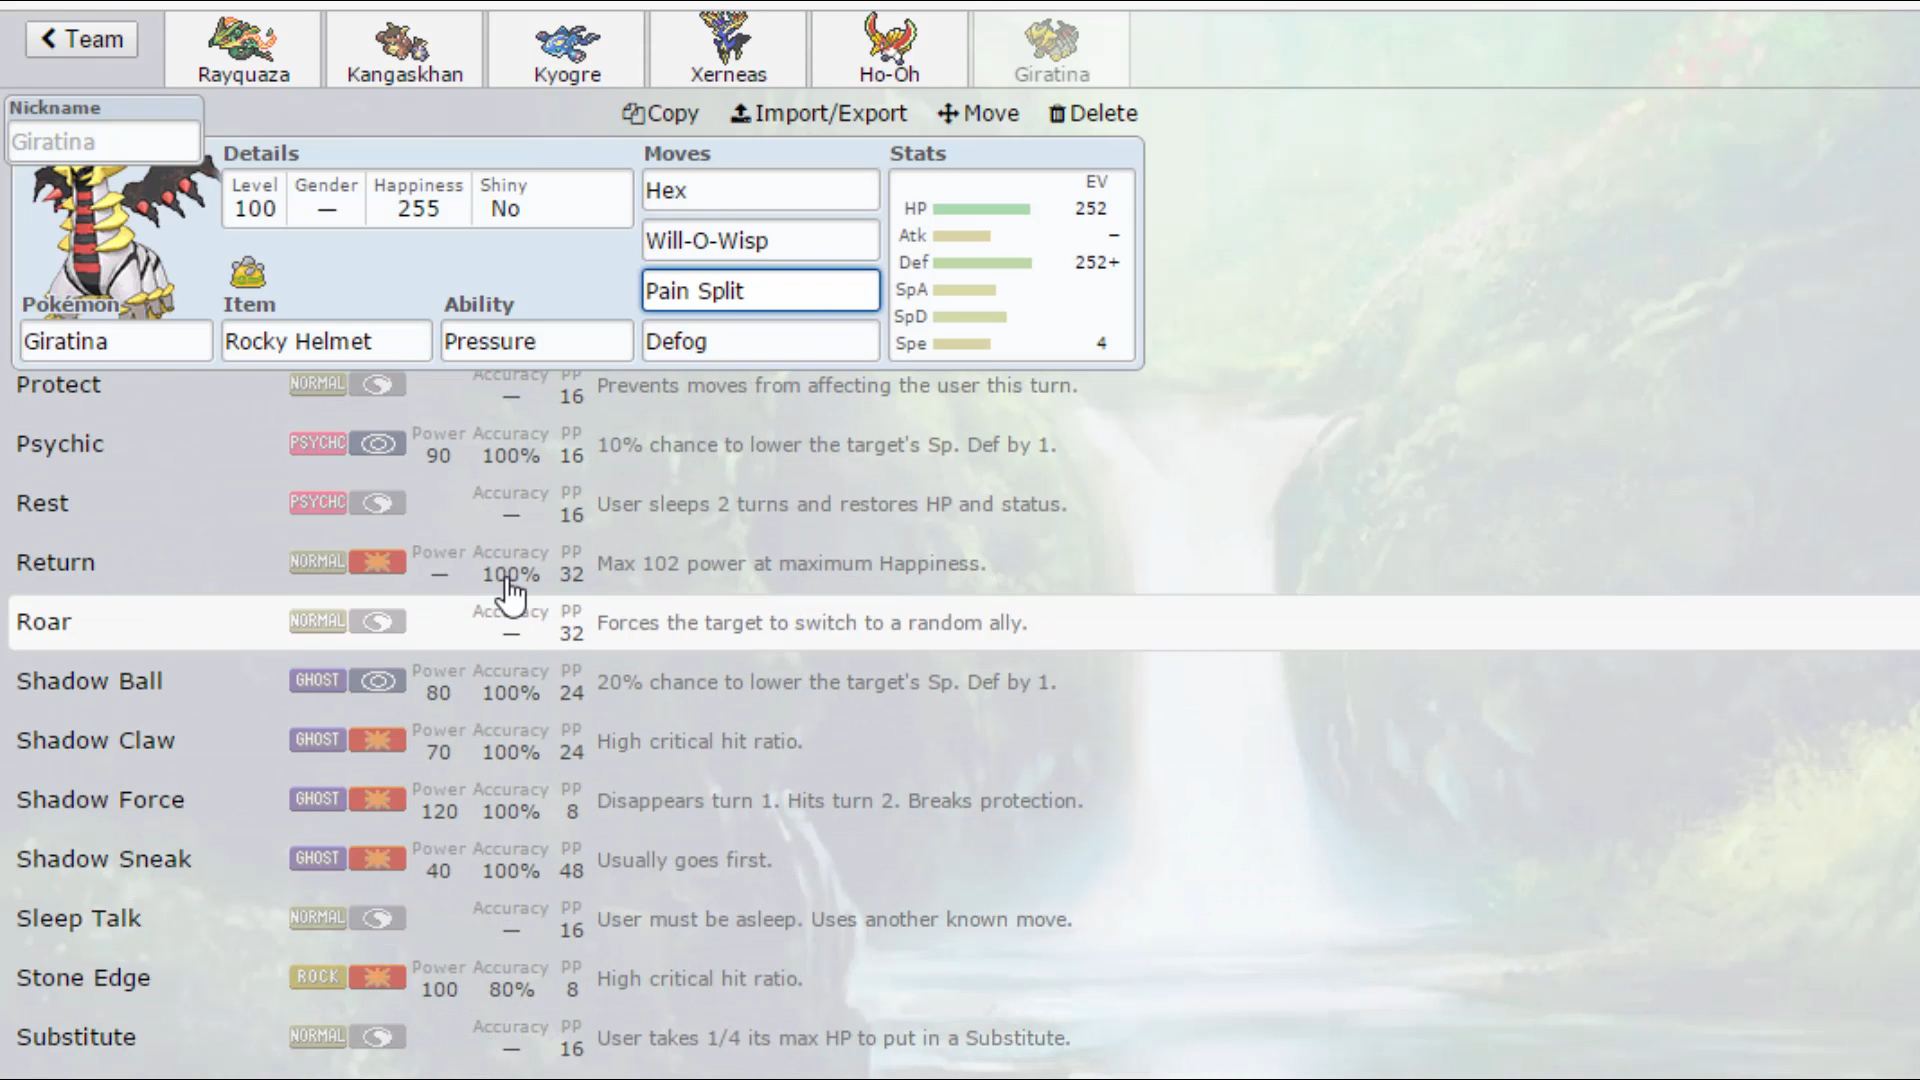 Team
Rayquaza
Kangaskhan
Kyogre
Xerneas
Ho-Oh
Giratina
Copy
Import/Export
Move
Delete
Nickname
Giratina
Details
Moves
Stats
Level
Gender
Happiness
Shiny
100
—
255
No
Hex
Will-O-Wisp
Pain Split
Defog
EV
HP 252
Atk –
Def 252+
SpA
SpD
Spe 4
Pokémon
Giratina
Item
Rocky Helmet
Ability
Pressure
Accuracy PP
Protect NORMAL — 16 Prevents moves from affecting the user this turn.
Power Accuracy PP
Psychic PSYCHC 90 100% 16 10% chance to lower the target's Sp. Def by 1.
Accuracy PP
Rest PSYCHC — 16 User sleeps 2 turns and restores HP and status.
Power Accuracy PP
Return NORMAL — 100% 32 Max 102 power at maximum Happiness.
Accuracy PP
Roar NORMAL — 32 Forces the target to switch to a random ally.
Power Accuracy PP
Shadow Ball GHOST 80 100% 24 20% chance to lower the target's Sp. Def by 1.
Power Accuracy PP
Shadow Claw GHOST 70 100% 24 High critical hit ratio.
Power Accuracy PP
Shadow Force GHOST 120 100% 8 Disappears turn 1. Hits turn 2. Breaks protection.
Power Accuracy PP
Shadow Sneak GHOST 40 100% 48 Usually goes first.
Accuracy PP
Sleep Talk NORMAL — 16 User must be asleep. Uses another known move.
Power Accuracy PP
Stone Edge ROCK 100 80% 8 High critical hit ratio.
Accuracy PP
Substitute NORMAL — 16 User takes 1/4 its max HP to put in a Substitute.